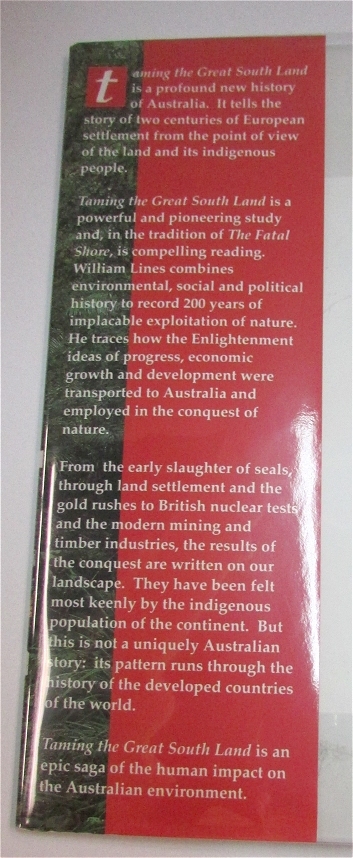 taming the Great South Land
is a profound new history
of Australia. It tells the
story of two centuries of European
settlement from the point of view
of the land and its indigenous
people.
Taming the Great South Land is a
powerful and pioneering study
and, in the tradition of The Fatal
Shore, is compelling reading.
William Lines combines
environmental, social and political
history to record 200 years of
implacable exploitation of nature.
He traces how the Enlightenment
ideas of progress, economic
growth and development were
transported to Australia and
employed in the conquest of
nature.
From the early slaughter of seals,
through land settlement and the
gold rushes to British nuclear tests
and the modern mining and
timber industries, the results of
the conquest are written on our
landscape. They have been felt
most keenly by the indigenous
population of the continent. But
this is not a uniquely Australian
story: its pattern runs through the
history of the developed countries
of the world.
Taming the Great South Land is an
epic saga of the human impact on
the Australian environment.